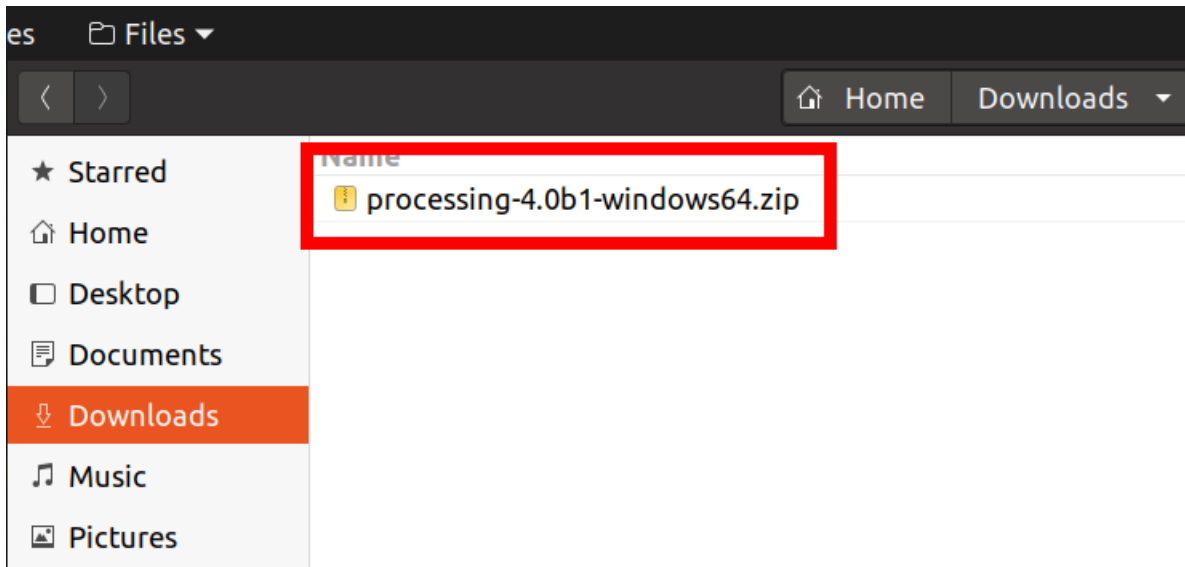 es Files
Home Downloads
Starred
Name
processing-4.0b1-windows64.zip
Home
Desktop
Documents
Downloads
Music
Pictures